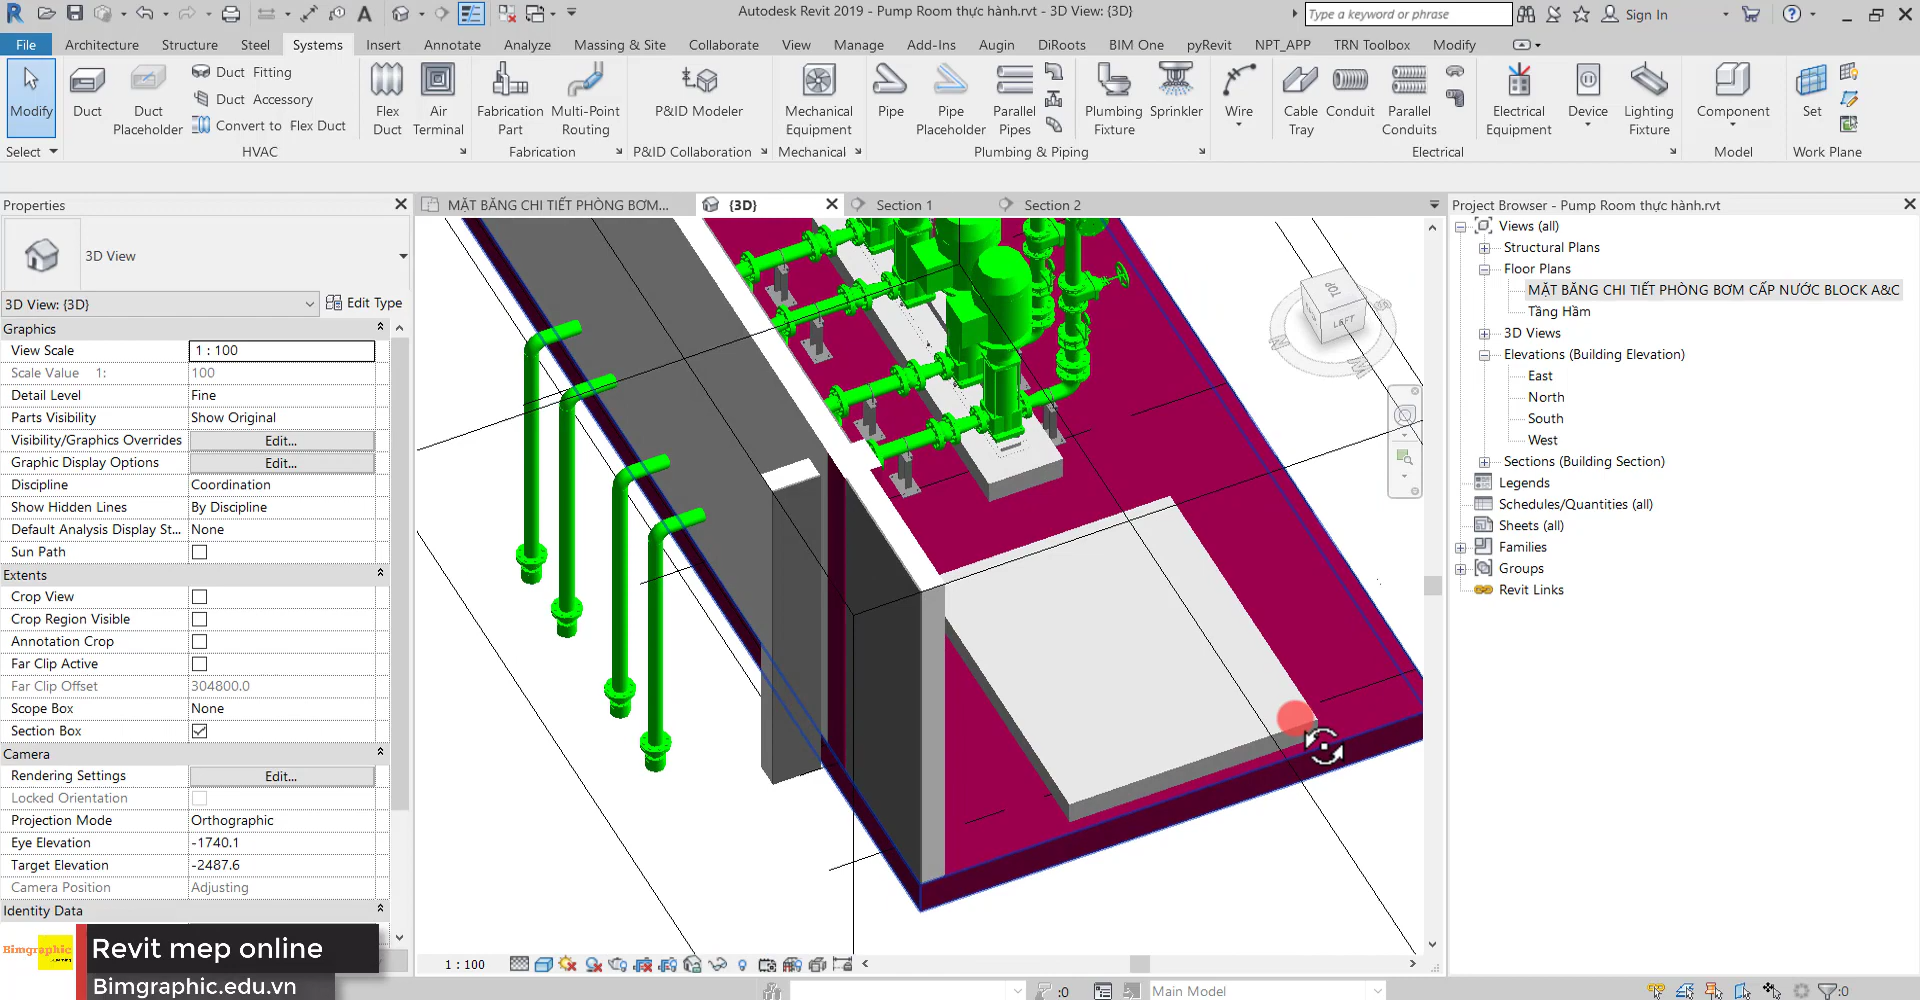 Autodesk Revit 2019 - Pump Room thực hành.rvt - 3D View: {3D}
Type a keyword or phrase
Sign In
File Architecture Structure Steel Systems Insert Annotate Analyze Massing & Site Collaborate View Manage Add-Ins Augin DiRoots BIM One pyRevit NPT_APP TRN Toolbox Modify
Modify
Duct
Duct Placeholder
Duct Fitting
Duct Accessory
Convert to Flex Duct
Flex Duct
Air Terminal
Fabrication Part
Multi-Point Routing
P&ID Modeler
Mechanical Equipment
Pipe
Pipe Placeholder
Parallel Pipes
Plumbing Fixture
Sprinkler
Wire
Cable Tray
Conduit
Parallel Conduits
Electrical Equipment
Device
Lighting Fixture
Component
Set
Select HVAC Fabrication P&ID Collaboration Mechanical Plumbing & Piping Electrical Model Work Plane
Properties
3D View
3D View: {3D}
Edit Type
Graphics
View Scale 1 : 100
Scale Value 1: 100
Detail Level Fine
Parts Visibility Show Original
Visibility/Graphics Overrides Edit...
Graphic Display Options Edit...
Discipline Coordination
Show Hidden Lines By Discipline
Default Analysis Display St... None
Sun Path
Extents
Crop View
Crop Region Visible
Annotation Crop
Far Clip Active
Far Clip Offset 304800.0
Scope Box None
Section Box
Camera
Rendering Settings Edit...
Locked Orientation
Projection Mode Orthographic
Eye Elevation -1740.1
Target Elevation -2487.6
Camera Position Adjusting
Identity Data
Bimgraphic
Revit mep online
Bimgraphic.edu.vn
MẶT BẰNG CHI TIẾT PHÒNG BƠM...
{3D}
Section 1
Section 2
TOP
LEFT
1 : 100
:0
Main Model
:0
Project Browser - Pump Room thực hành.rvt
Views (all)
Structural Plans
Floor Plans
MẶT BẰNG CHI TIẾT PHÒNG BƠM CẤP NƯỚC BLOCK A&C
Tầng Hầm
3D Views
Elevations (Building Elevation)
East
North
South
West
Sections (Building Section)
Legends
Schedules/Quantities (all)
Sheets (all)
Families
Groups
Revit Links